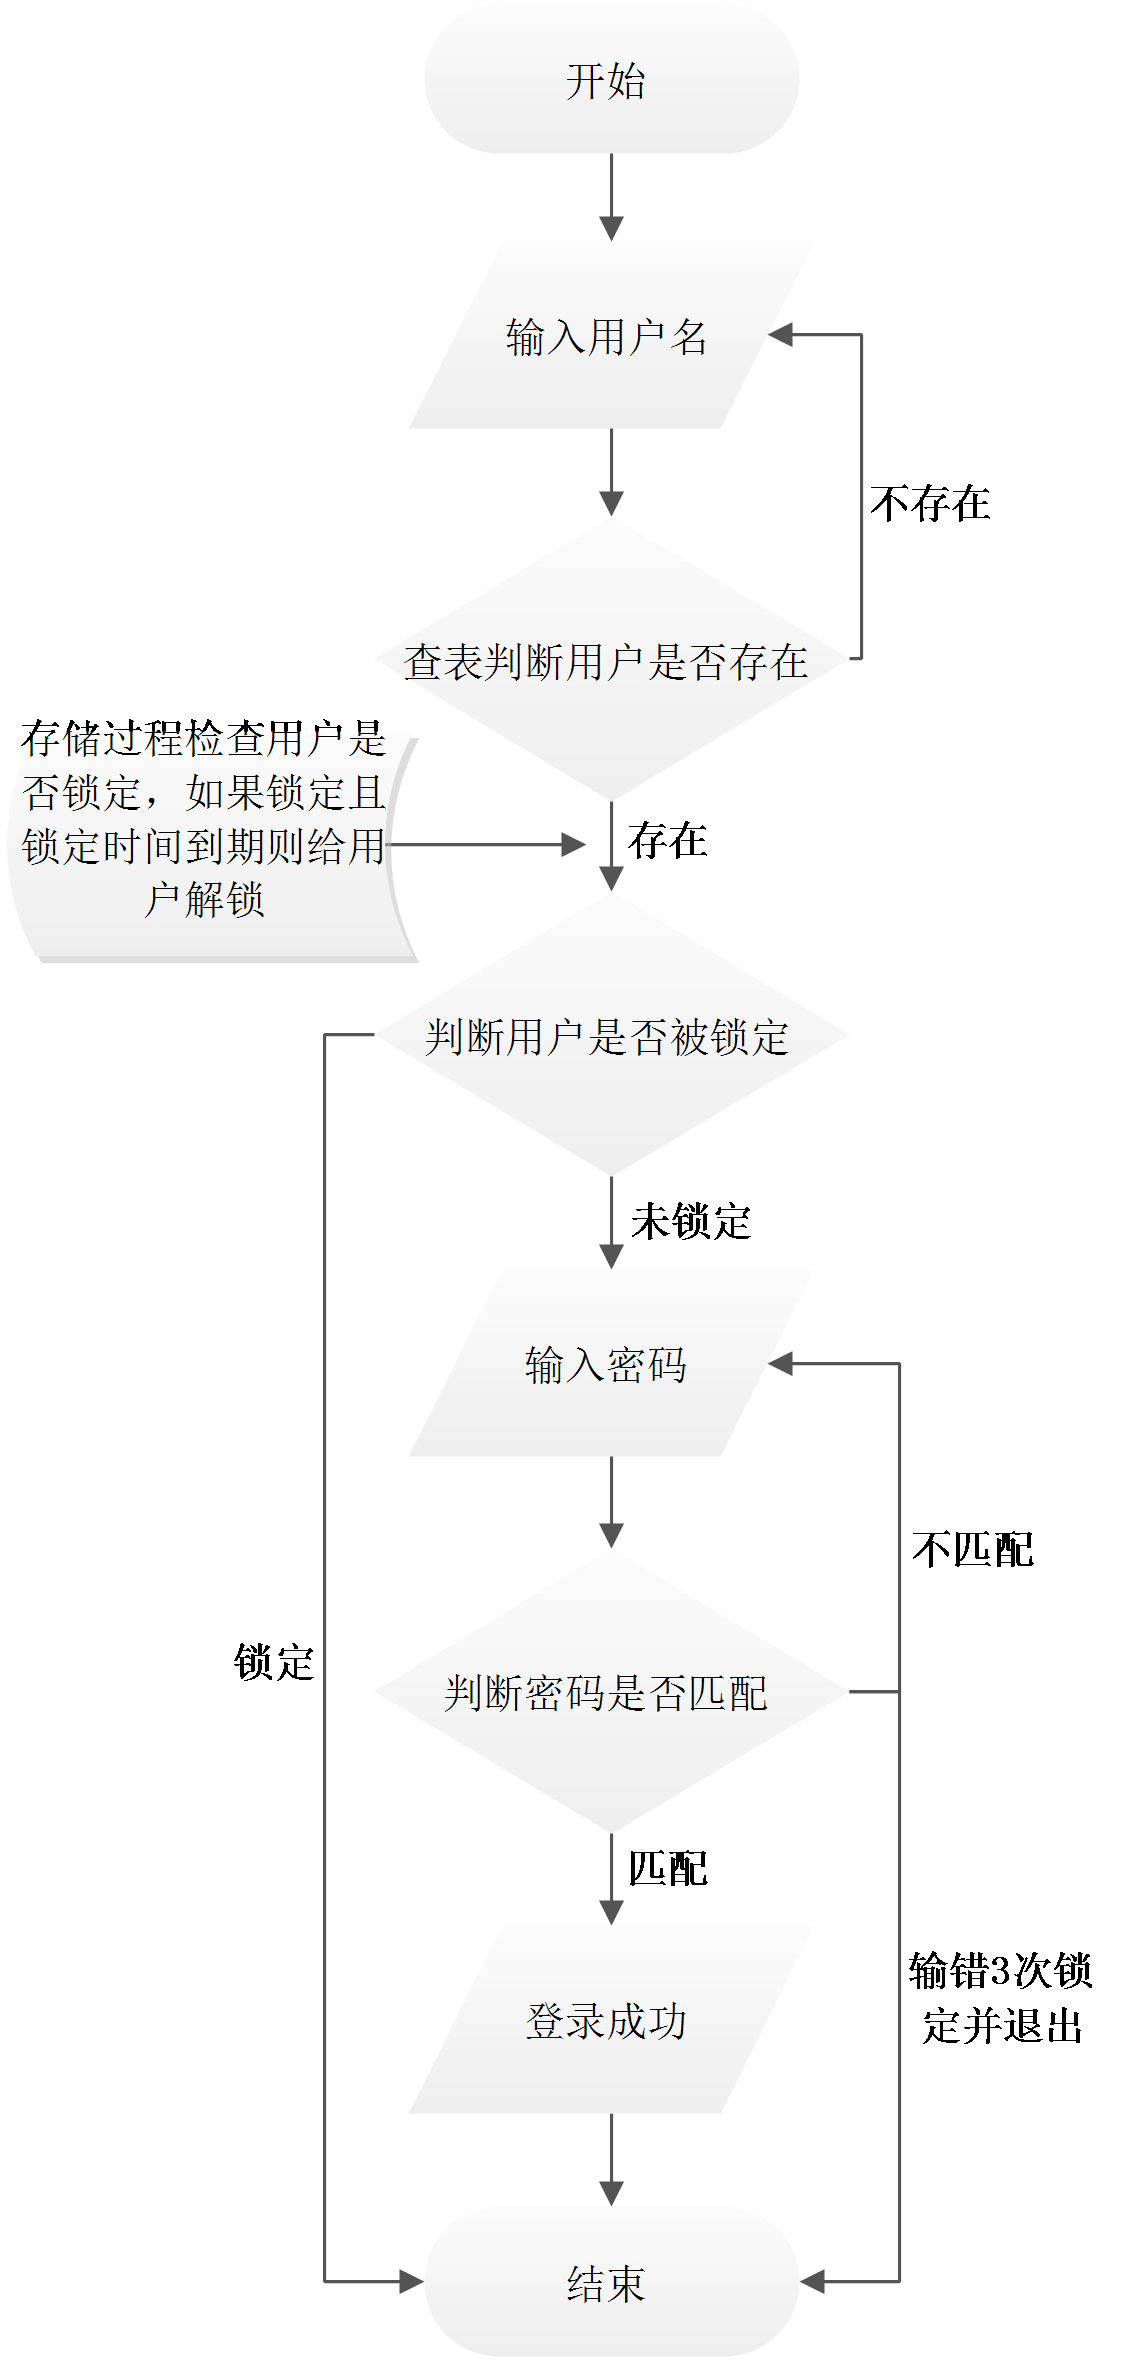 开始
输入用户名
不存在
查表判断用户是否存在
存储过程检查用户是
否锁定，如果锁定且
锁定时间到期则给用
户解锁
存在
判断用户是否被锁定
未锁定
输入密码
不匹配
锁定
判断密码是否匹配
匹配
输错3次锁
定并退出
登录成功
结束